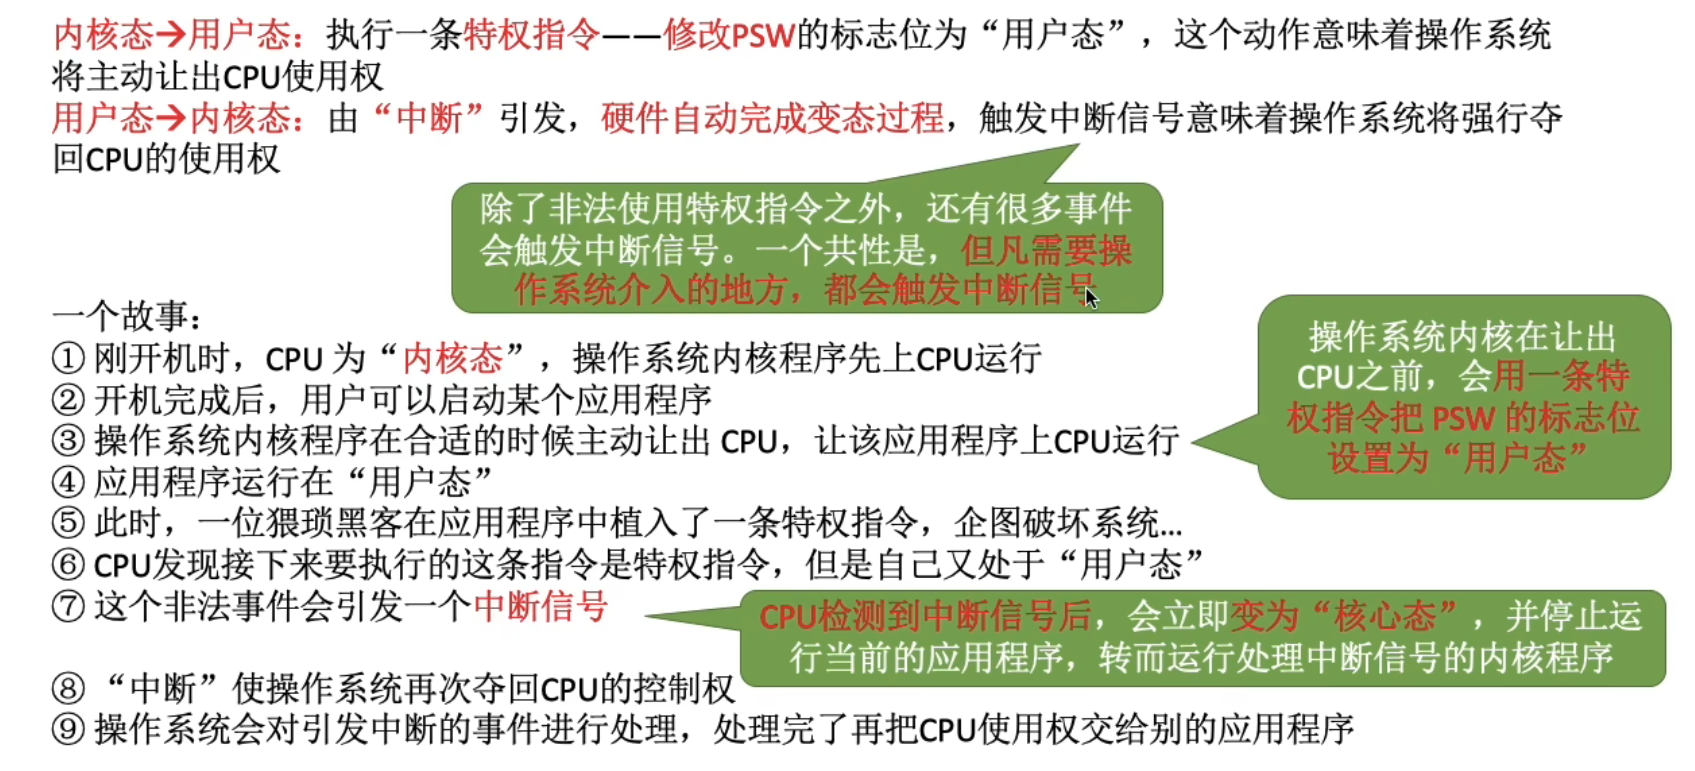 内核态→用户态：执行一条特权指令——修改PSW的标志位为“用户态”，这个动作意味着操作系统
将主动让出CPU使用权
用户态→内核态：由“中断”引发，硬件自动完成变态过程，触发中断信号意味着操作系统将强行夺
回CPU的使用权
除了非法使用特权指令之外，还有很多事件
会触发中断信号。一个共性是，但凡需要操
作系统介入的地方，都会触发中断信号
一个故事：
① 刚开机时，CPU 为“内核态”，操作系统内核程序先上CPU运行
② 开机完成后，用户可以启动某个应用程序
③ 操作系统内核程序在合适的时候主动让出 CPU，让该应用程序上CPU运行
操作系统内核在让出
CPU之前，会用一条特
权指令把 PSW 的标志位
设置为“用户态”
④ 应用程序运行在“用户态”
⑤ 此时，一位猥琐黑客在应用程序中植入了一条特权指令，企图破坏系统...
⑥ CPU发现接下来要执行的这条指令是特权指令，但是自己又处于“用户态”
⑦ 这个非法事件会引发一个中断信号
CPU检测到中断信号后，会立即变为“核心态”，并停止运
行当前的应用程序，转而运行处理中断信号的内核程序
⑧ “中断”使操作系统再次夺回CPU的控制权
⑨ 操作系统会对引发中断的事件进行处理，处理完了再把CPU使用权交给别的应用程序